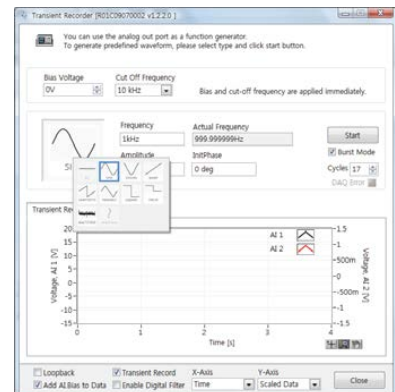 Transient Recorder [R01C09070002 v1.2.2.0 ]
You can use the analog out port as a function generator.
To generate predefined waveform, please select type and click start button.
Bias Voltage
Cut Off Frequency
0V
10 kHz
Bias and cut-off frequency are applied immediately.
Frequency
Actual Frequency
1kHz
999.999999Hz
Start
Amplitude
InitPhase
Burst Mode
0 deg
Cycles 17
DAQ Error
Transient Re
AI 1
AI 2
Voltage, AI 1 [V]
20
15
10
5
0
-5
-10
-15
0
1
2
3
4
Time [s]
1.5
1
500m
0
-500m
-1
-1.5
Voltage, AI 2 [V]
Loopback
Transient Record
X-Axis
Y-Axis
Add AI Bias to Data
Enable Digital Filter
Time
Scaled Data
Close